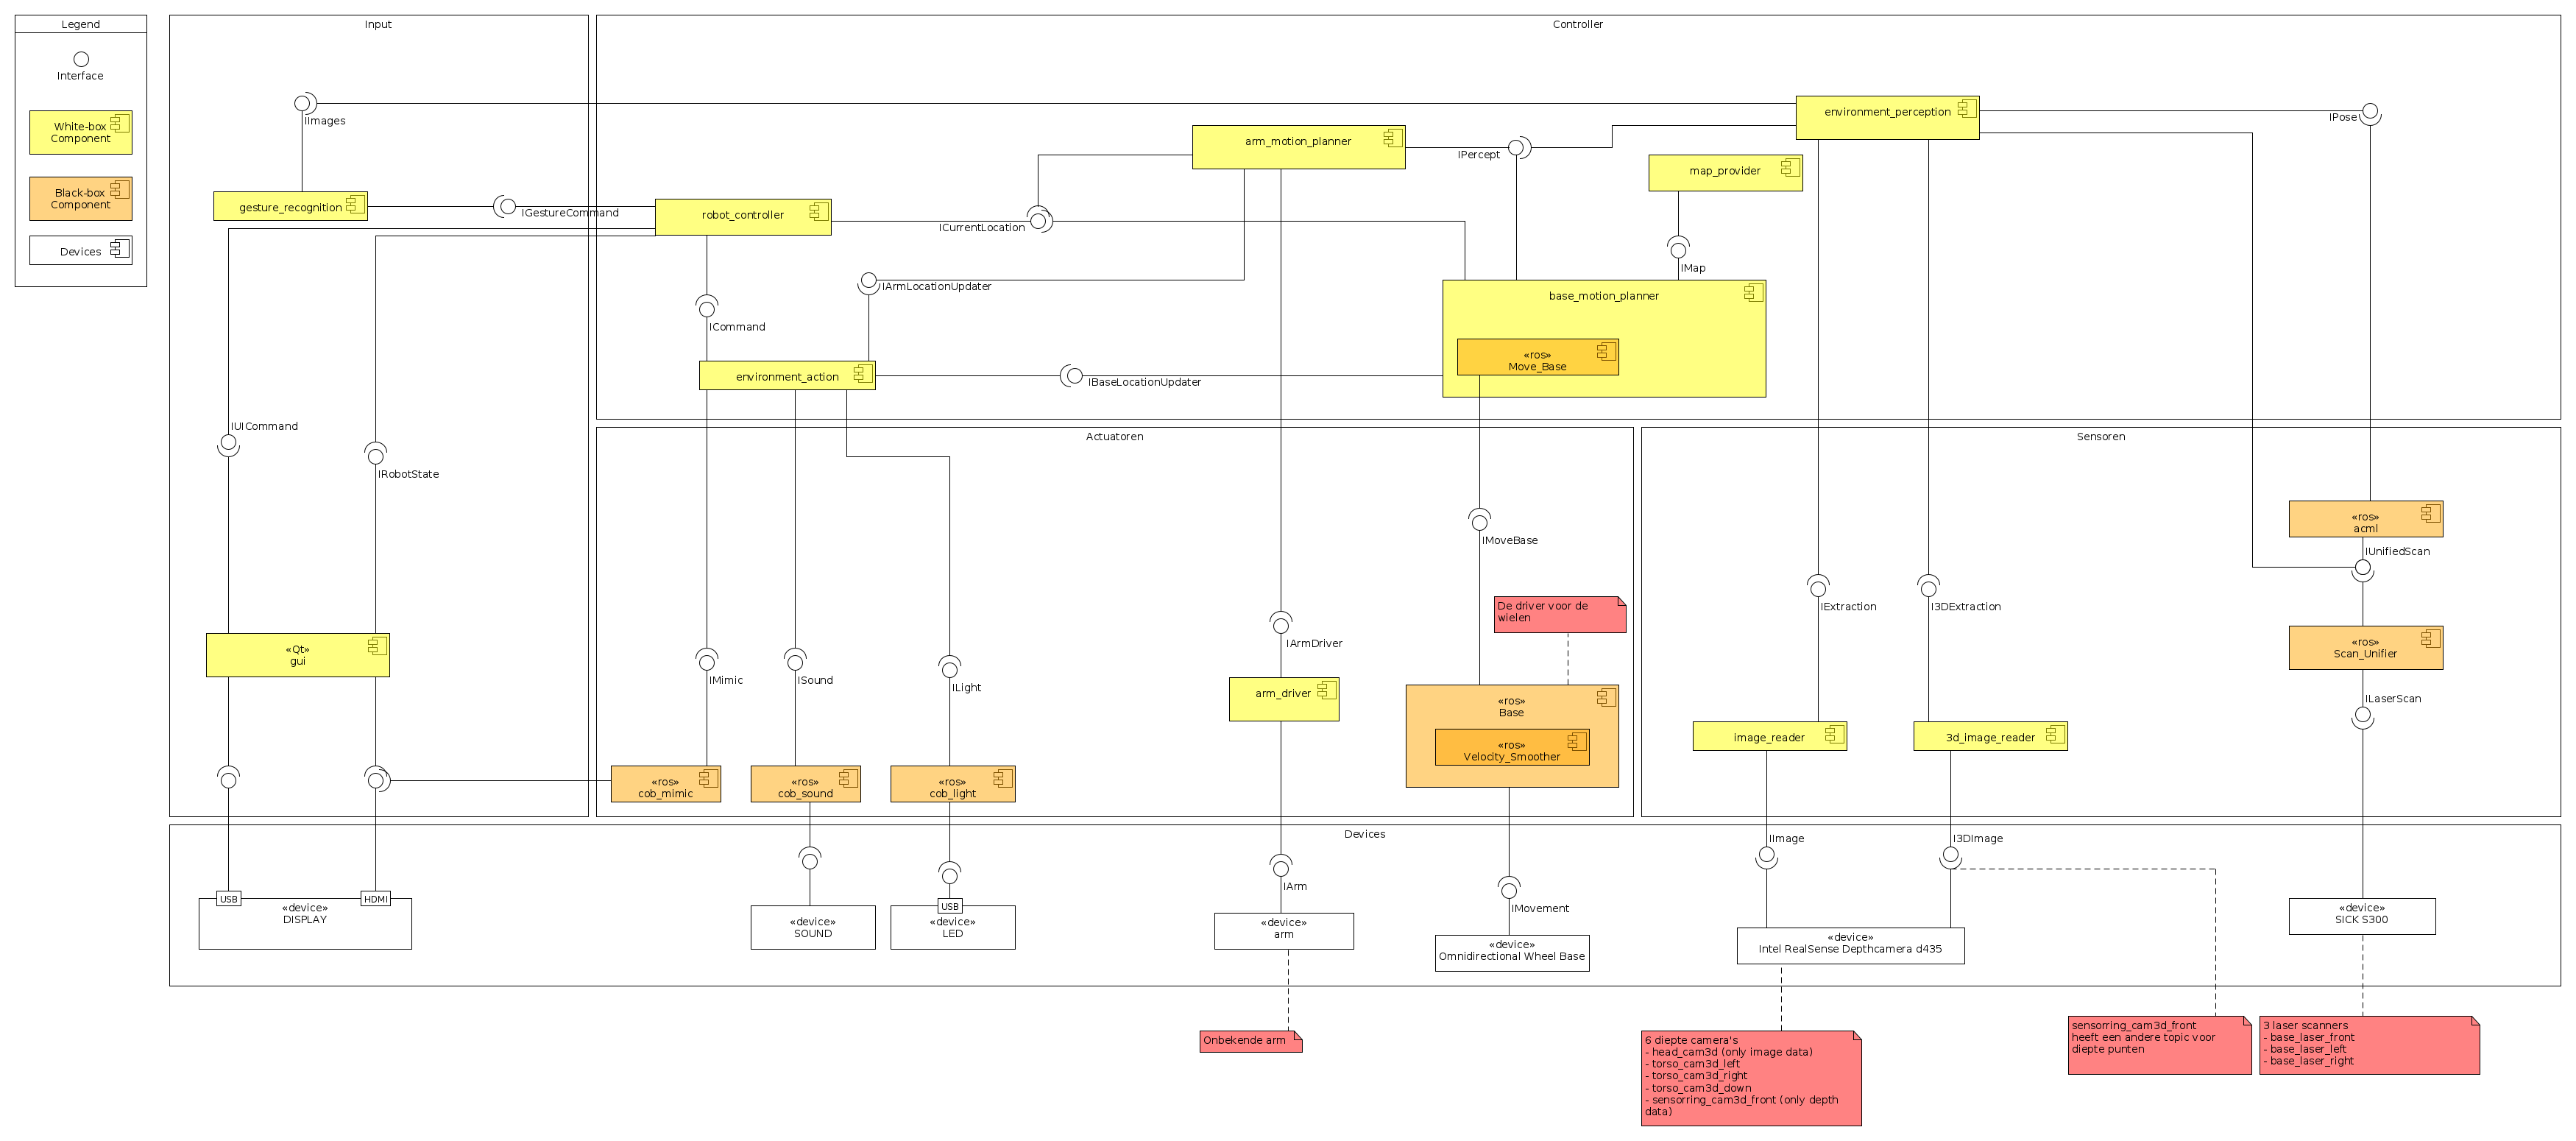 Legend
Interface
White-box
Component
Black-box
Component
Devices
Input
IImages
gesture_recognition
IGestureCommand
IUICommand
IRobotState
«Qt»
gui
Controller
environment_perception
IPose
arm_motion_planner
IPercept
map_provider
robot_controller
ICurrentLocation
IMap
IArmLocationUpdater
base_motion_planner
ICommand
«ros»
Move_Base
environment_action
IBaseLocationUpdater
Actuatoren
IMoveBase
De driver voor de
wielen
IArmDriver
IMimic
ISound
ILight
arm_driver
«ros»
Base
«ros»
Velocity_Smoother
«ros»
cob_mimic
«ros»
cob_sound
«ros»
cob_light
Sensoren
«ros»
acml
IUnifiedScan
IExtraction
I3DExtraction
«ros»
Scan_Unifier
ILaserScan
image_reader
3d_image_reader
Devices
IImage
I3DImage
IArm
IMovement
USB
HDMI
«device»
DISPLAY
«device»
SOUND
USB
«device»
LED
«device»
arm
«device»
Omnidirectional Wheel Base
«device»
Intel RealSense Depthcamera d435
«device»
SICK S300
Onbekende arm
6 diepte camera's
- head_cam3d (only image data)
- torso_cam3d_left
- torso_cam3d_right
- torso_cam3d_down
- sensorring_cam3d_front (only depth
data)
sensorring_cam3d_front
heeft een andere topic voor
diepte punten
3 laser scanners
- base_laser_front
- base_laser_left
- base_laser_right